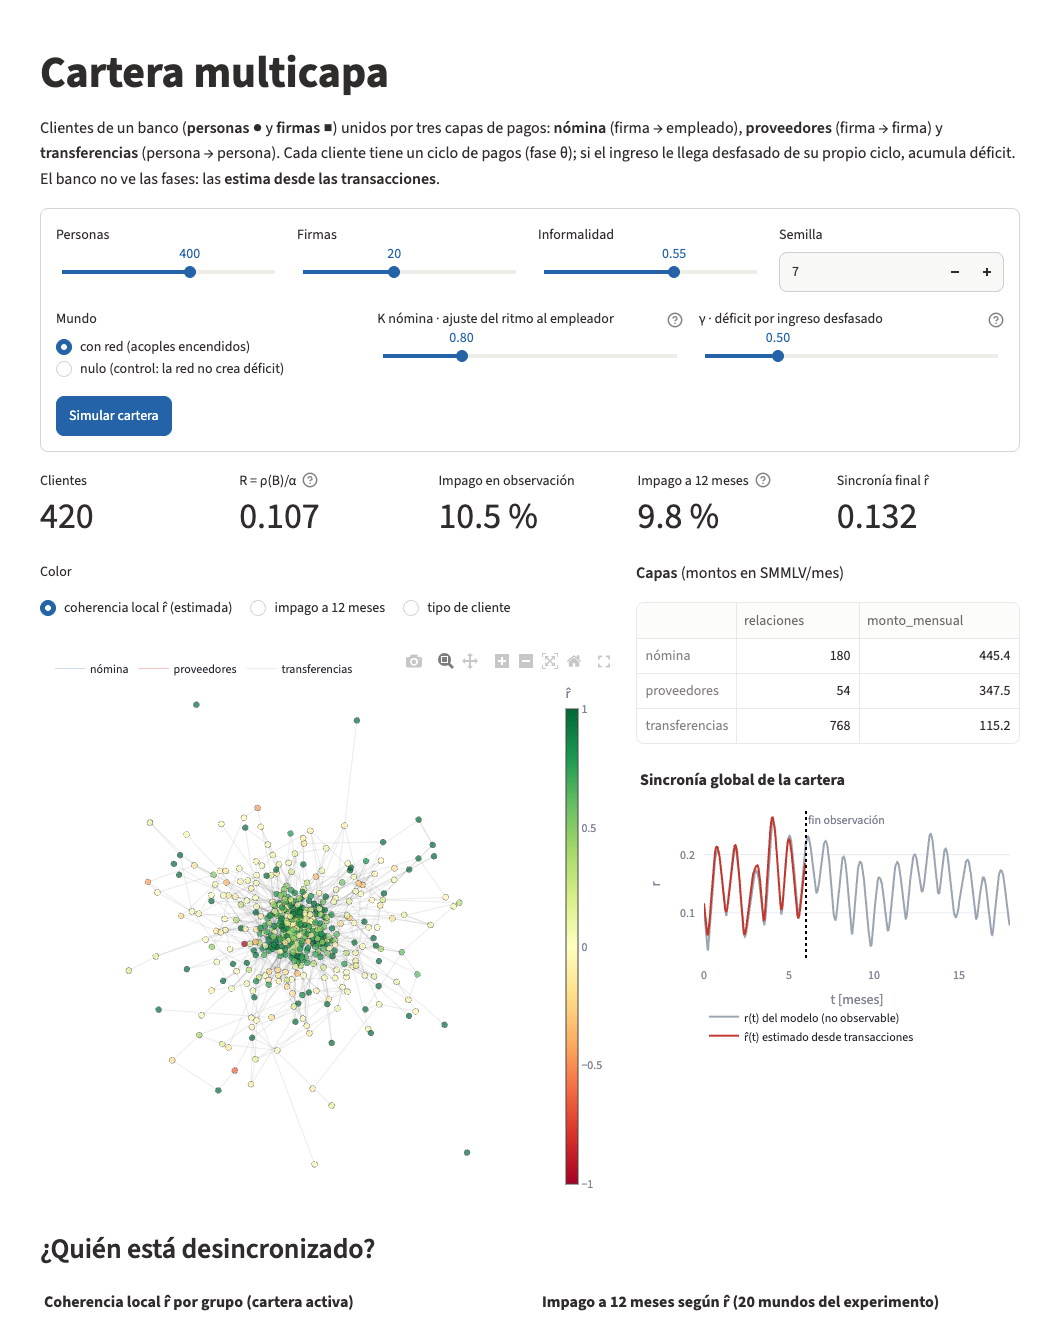 Cartera multicapa
Clientes de un banco (personas ● y firmas ■) unidos por tres capas de pagos: nómina (firma → empleado), proveedores (firma → firma) y
transferencias (persona → persona). Cada cliente tiene un ciclo de pagos (fase θ); si el ingreso le llega desfasado de su propio ciclo, acumula déficit.
El banco no ve las fases: las estima desde las transacciones.
Personas
400
Firmas
20
Informalidad
0.55
Semilla
7
Mundo
con red (acoples encendidos)
nulo (control: la red no crea déficit)
K nómina · ajuste del ritmo al empleador
0.80
γ · déficit por ingreso desfasado
0.50
Simular cartera
Clientes
420
R = ρ(B)/α
0.107
Impago en observación
10.5 %
Impago a 12 meses
9.8 %
Sincronía final r̂
0.132
Color
coherencia local r̂ (estimada)
impago a 12 meses
tipo de cliente
nómina
proveedores
transferencias
r̂
1
0.5
0
−0.5
−1
Capas (montos en SMMLV/mes)
relaciones monto_mensual
nómina 180 445.4
proveedores 54 347.5
transferencias 768 115.2
Sincronía global de la cartera
fin observación
0.2
0.1
r
0 5 10 15
t [meses]
r(t) del modelo (no observable)
r̂(t) estimado desde transacciones
¿Quién está desincronizado?
Coherencia local r̂ por grupo (cartera activa)
Impago a 12 meses según r̂ (20 mundos del experimento)